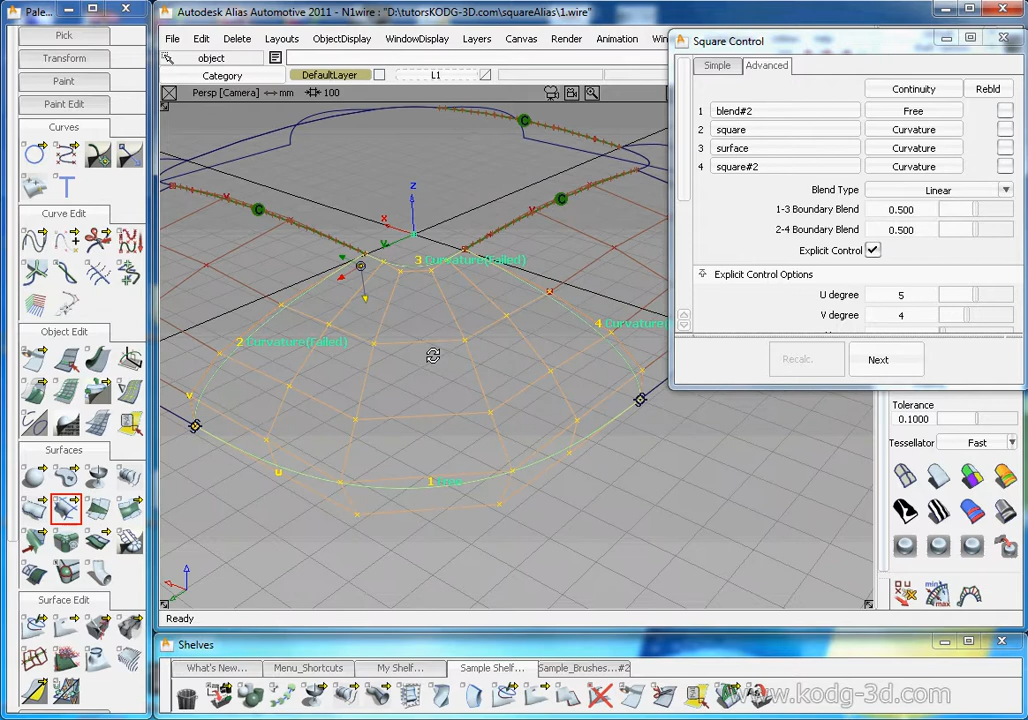 Pale...
Autodesk Alias Automotive 2011 - N1wire : "D:\tutorsKODG-3D.com\squareAlias\1.wire"
File Edit Delete Layouts ObjectDisplay WindowDisplay Layers Canvas Render Animation
object
Category DefaultLayer L1
Persp [Camera] mm 100
Pick
Transform
Paint
Paint Edit
Curves
Curve Edit
Object Edit
Surfaces
Surface Edit
Square Control
Simple Advanced
Continuity Rebld
1 blend#2 Free
2 square Curvature
3 surface Curvature
4 square#2 Curvature
Blend Type Linear
1-3 Boundary Blend 0.500
2-4 Boundary Blend 0.500
Explicit Control
Explicit Control Options
U degree 5
V degree 4
Recalc. Next
Tolerance
0.1000
Tessellator Fast
z
x
v
C
C
C
3 Curvature(Failed)
2 Curvature(Failed)
4 Curvature
v
u
1 Free
Ready
Shelves
What's New... Menu_Shortcuts My Shelf... Sample Shelf... Sample_Brushes...#2
min max
www.kodg-3d.com